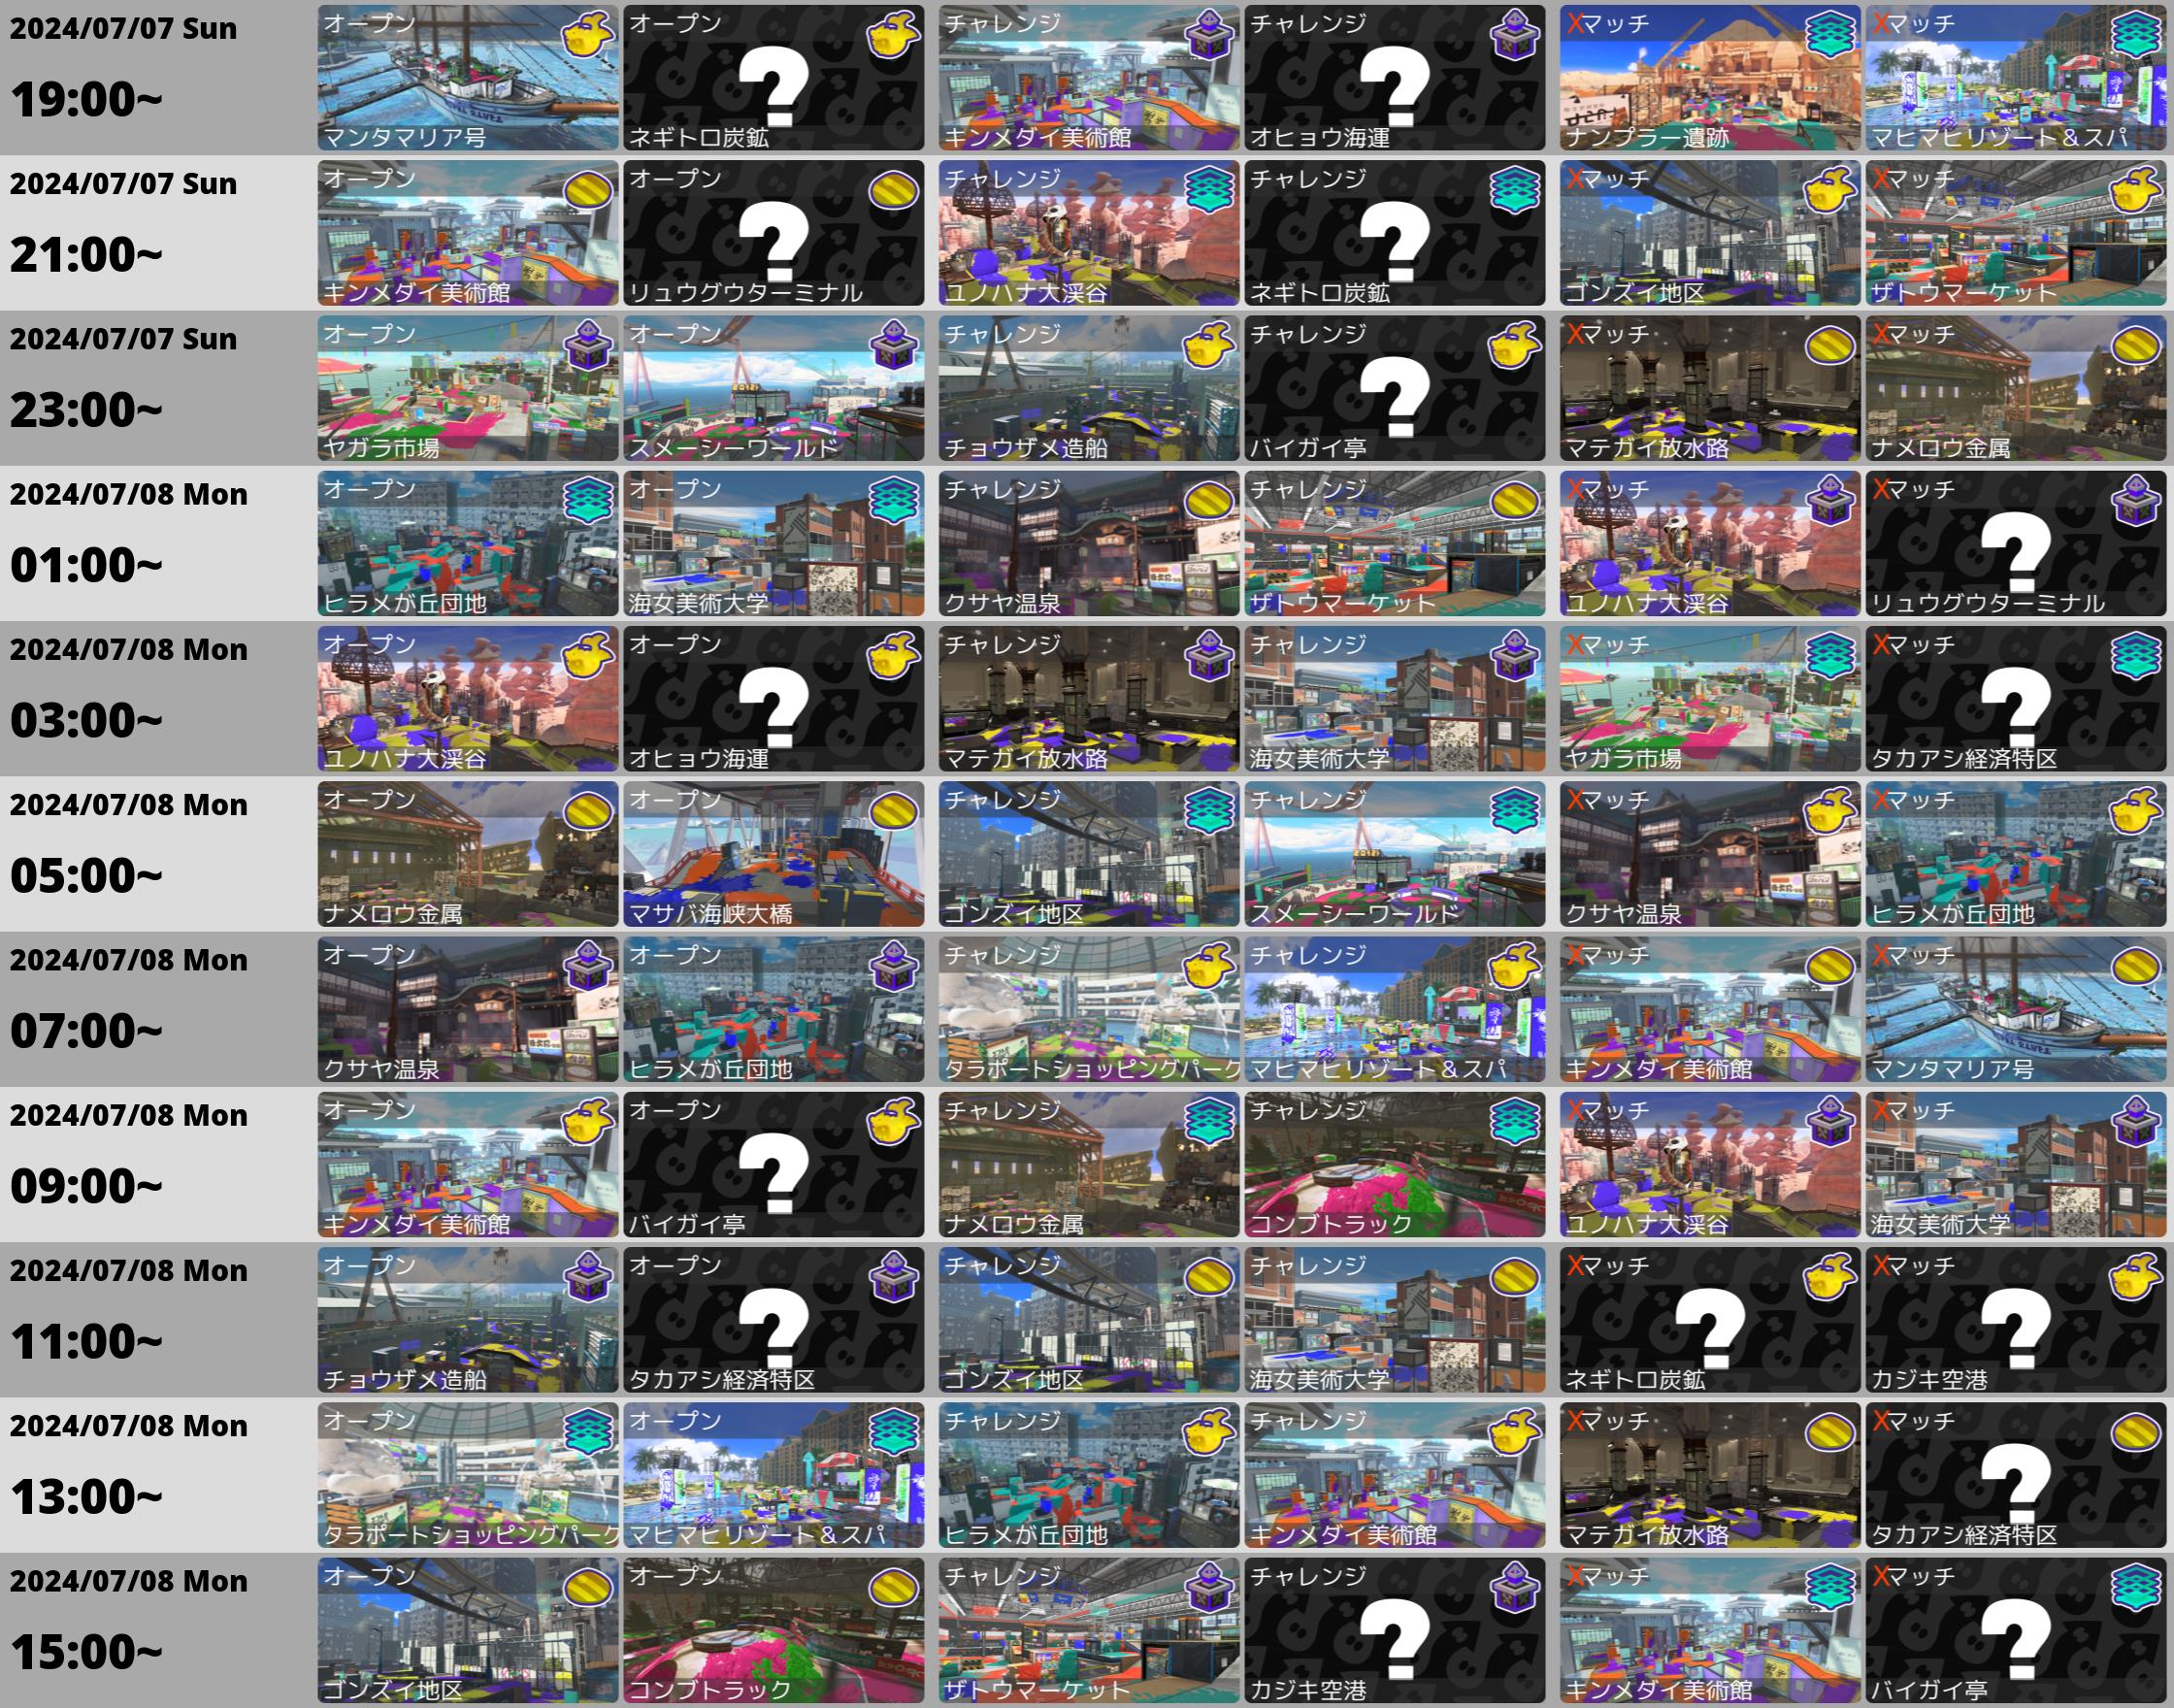 2024/07/07 Sun
19:00~
オープン
マンタマリア号
オープン
ネギトロ炭鉱
チャレンジ
キンメダイ美術館
チャレンジ
オヒョウ海運
Xマッチ
ナンプラー遺跡
Xマッチ
マヒマヒリゾート＆スパ
2024/07/07 Sun
21:00~
オープン
キンメダイ美術館
オープン
リュウグウターミナル
チャレンジ
ユノハナ大渓谷
チャレンジ
ネギトロ炭鉱
Xマッチ
ゴンズイ地区
Xマッチ
ザトウマーケット
2024/07/07 Sun
23:00~
オープン
ヤガラ市場
オープン
スメーシーワールド
チャレンジ
チョウザメ造船
チャレンジ
バイガイ亭
Xマッチ
マテガイ放水路
Xマッチ
ナメロウ金属
2024/07/08 Mon
01:00~
オープン
ヒラメが丘団地
オープン
海女美術大学
チャレンジ
クサヤ温泉
チャレンジ
ザトウマーケット
Xマッチ
ユノハナ大渓谷
Xマッチ
リュウグウターミナル
2024/07/08 Mon
03:00~
オープン
ユノハナ大渓谷
オープン
オヒョウ海運
チャレンジ
マテガイ放水路
チャレンジ
海女美術大学
Xマッチ
ヤガラ市場
Xマッチ
タカアシ経済特区
2024/07/08 Mon
05:00~
オープン
ナメロウ金属
オープン
マサバ海峡大橋
チャレンジ
ゴンズイ地区
チャレンジ
スメーシーワールド
Xマッチ
クサヤ温泉
Xマッチ
ヒラメが丘団地
2024/07/08 Mon
07:00~
オープン
クサヤ温泉
オープン
ヒラメが丘団地
チャレンジ
タラポートショッピングパーク
チャレンジ
マヒマヒリゾート＆スパ
Xマッチ
キンメダイ美術館
Xマッチ
マンタマリア号
2024/07/08 Mon
09:00~
オープン
キンメダイ美術館
オープン
バイガイ亭
チャレンジ
ナメロウ金属
チャレンジ
コンブトラック
Xマッチ
ユノハナ大渓谷
Xマッチ
海女美術大学
2024/07/08 Mon
11:00~
オープン
チョウザメ造船
オープン
タカアシ経済特区
チャレンジ
ゴンズイ地区
チャレンジ
海女美術大学
Xマッチ
ネギトロ炭鉱
Xマッチ
カジキ空港
2024/07/08 Mon
13:00~
オープン
タラポートショッピングパーク
オープン
マヒマヒリゾート＆スパ
チャレンジ
ヒラメが丘団地
チャレンジ
キンメダイ美術館
Xマッチ
マテガイ放水路
Xマッチ
タカアシ経済特区
2024/07/08 Mon
15:00~
オープン
ゴンズイ地区
オープン
コンブトラック
チャレンジ
ザトウマーケット
チャレンジ
カジキ空港
Xマッチ
キンメダイ美術館
Xマッチ
バイガイ亭